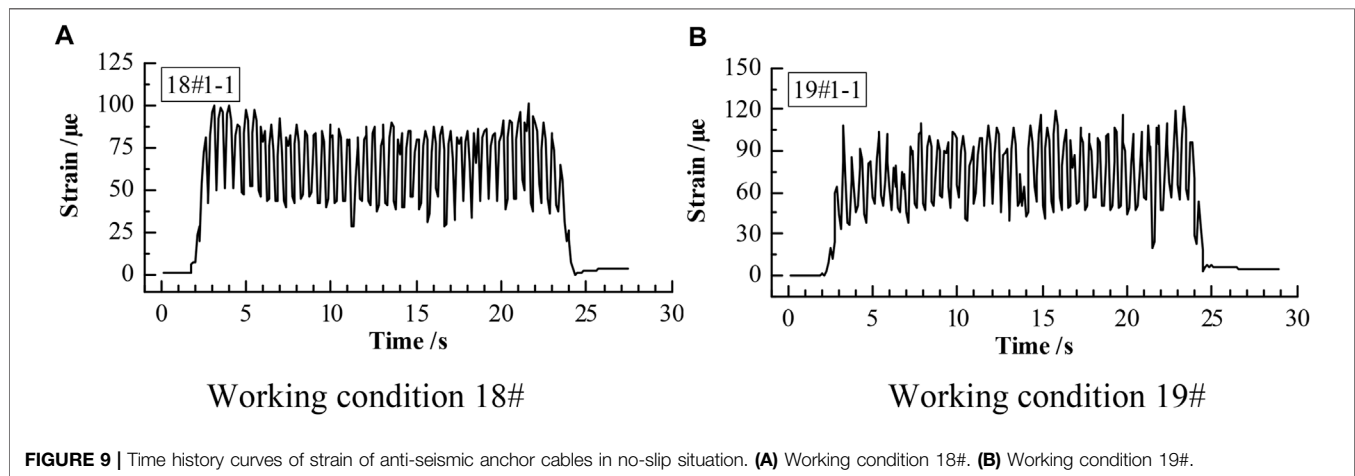 A
125
100
75
50
25
0
Strain /με
18#1-1
0 5 10 15 20 25 30
Time /s
Working condition 18#
B
150
120
90
60
30
0
Strain /με
19#1-1
0 5 10 15 20 25 30
Time /s
Working condition 19#
FIGURE 9 | Time history curves of strain of anti-seismic anchor cables in no-slip situation. (A) Working condition 18#. (B) Working condition 19#.